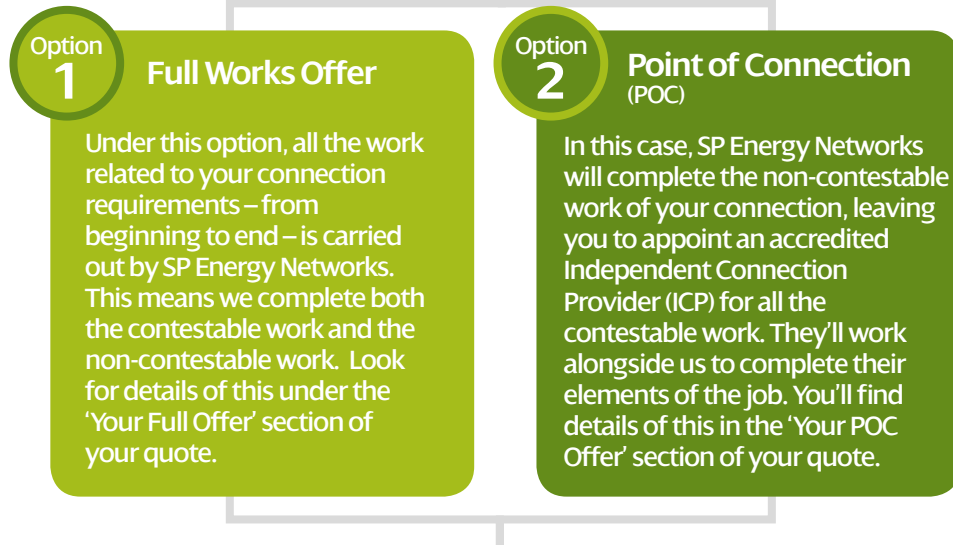 Option
1
Full Works Offer
Under this option, all the work
related to your connection
requirements – from
beginning to end – is carried
out by SP Energy Networks.
This means we complete both
the contestable work and the
non-contestable work.  Look
for details of this under the
‘Your Full Offer’ section of
your quote.
Option
2
Point of Connection
(POC)
In this case, SP Energy Networks
will complete the non-contestable
work of your connection, leaving
you to appoint an accredited
Independent Connection
Provider (ICP) for all the
contestable work. They’ll work
alongside us to complete their
elements of the job. You’ll find
details of this in the ‘Your POC
Offer’ section of your quote.